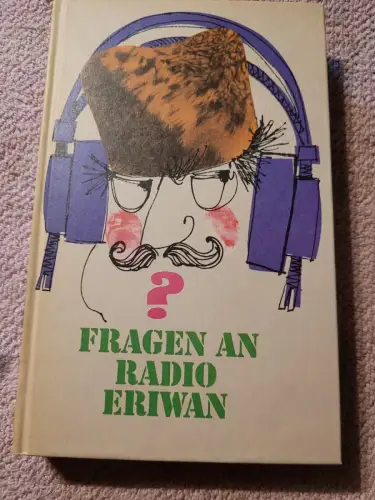 ?
FRAGEN AN
RADIO
ERIWAN